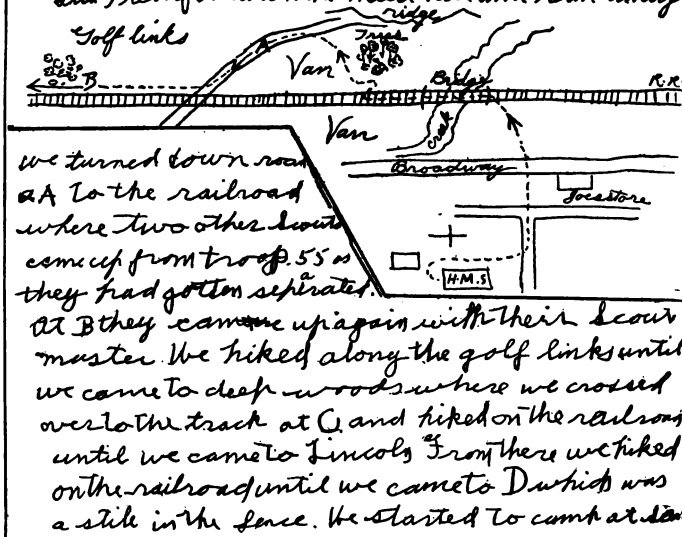 ridge
Golf links
Trees
Van
B
A
Bridge
R.R.
Van
creek
Broadway
Joesstore
H.M.S
we turned down road
at A to the railroad
where two other Scouts
came up from troop.55 as
they had gotten seperated.
At B they came up again with their Scout
master. We hiked along the golf links until
we came to deep woods where we crossed
over to the track at C, and hiked on the railroad
until we came to Lincoln. From there we hiked
on the railroad until we came to D which was
a stile in the fence. We started to camp at